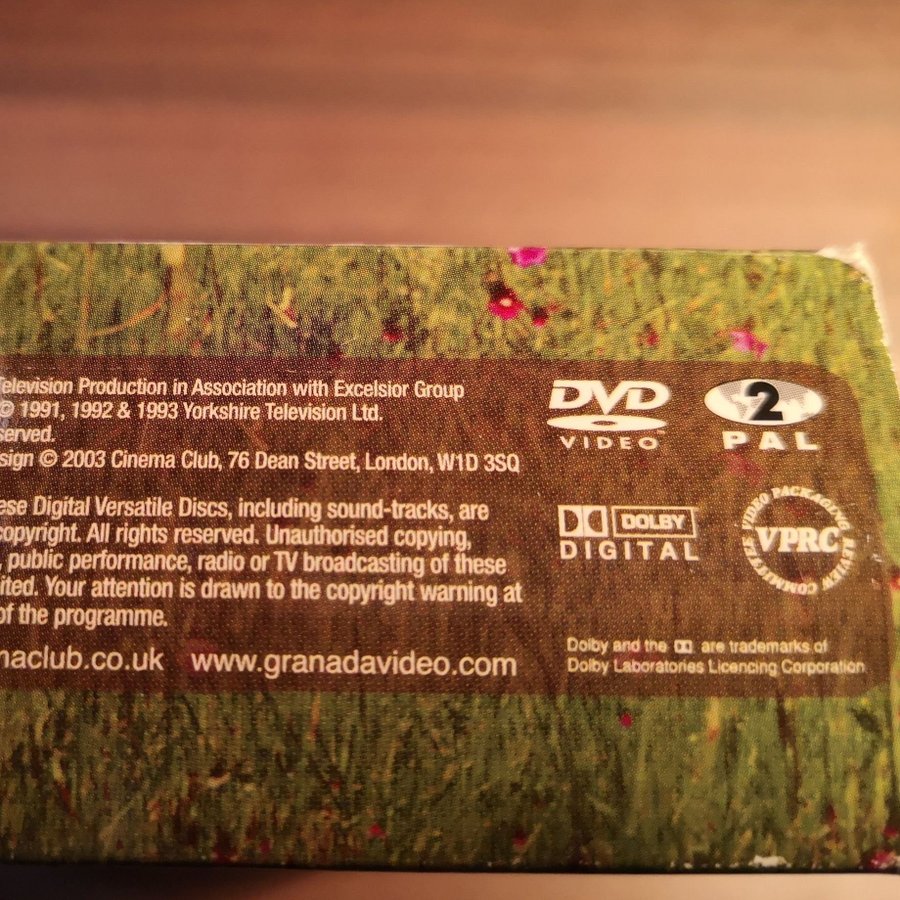 elevision Production in Association with Excelsior Group
© 1991, 1992 & 1993 Yorkshire Television Ltd.
served.
sign © 2003 Cinema Club, 76 Dean Street, London, W1D 3SQ
ese Digital Versatile Discs, including sound-tracks, are
copyright. All rights reserved. Unauthorised copying,
, public performance, radio or TV broadcasting of these
ited. Your attention is drawn to the copyright warning at
of the programme.
naclub.co.uk www.granadavideo.com
DVD
VIDEO™
2
PAL
DOLBY
DIGITAL
VIDEO PACKAGING REVIEW COMMITTEE
VPRC
Dolby and the are trademarks of
Dolby Laboratories Licencing Corporation